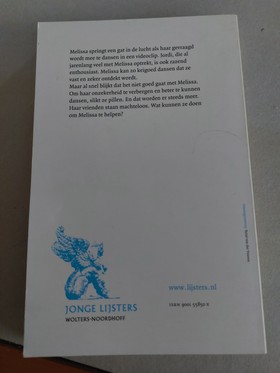 Melissa springt een gat in de lucht als haar gevraagd
wordt mee te dansen in een videoclip. Jordi, die al
jarenlang veel met Melissa optrekt, is ook razend
enthousiast. Melissa kan zo keigoed dansen dat ze
vast en zeker ontdekt wordt.
Maar al snel blijkt dat het niet goed gaat met Melissa.
Om haar onzekerheid te verbergen en beter te kunnen
dansen, slikt ze pillen. En dat worden er steeds meer.
Haar vrienden staan machteloos. Wat kunnen ze doen
om Melissa te helpen?
www.lijsters.nl
JONGE LIJSTERS
WOLTERS-NOORDHOFF
ISBN